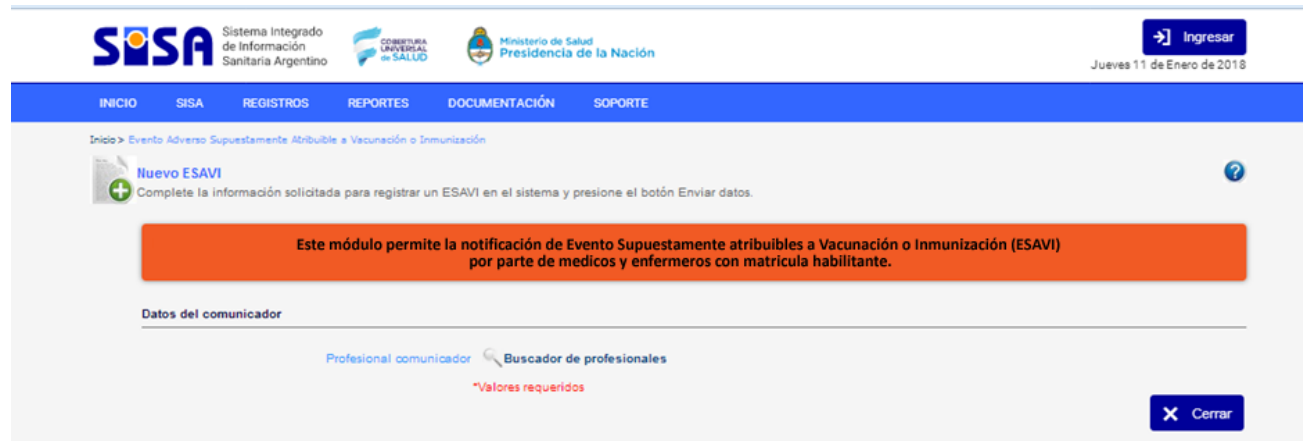 SISA
Sistema Integrado
de Información
Sanitaria Argentino
COBERTURA
UNIVERSAL
de SALUD
Ministerio de Salud
Presidencia de la Nación
Ingresar
Jueves 11 de Enero de 2018
INICIO SISA REGISTROS REPORTES DOCUMENTACIÓN SOPORTE
Inicio > Evento Adverso Supuestamente Atribuible a Vacunación o Inmunización
Nuevo ESAVI
Complete la información solicitada para registrar un ESAVI en el sistema y presione el botón Enviar datos.
?
Este módulo permite la notificación de Evento Supuestamente atribuibles a Vacunación o Inmunización (ESAVI)
por parte de medicos y enfermeros con matricula habilitante.
Datos del comunicador
Profesional comunicador Buscador de profesionales
*Valores requeridos
Cerrar